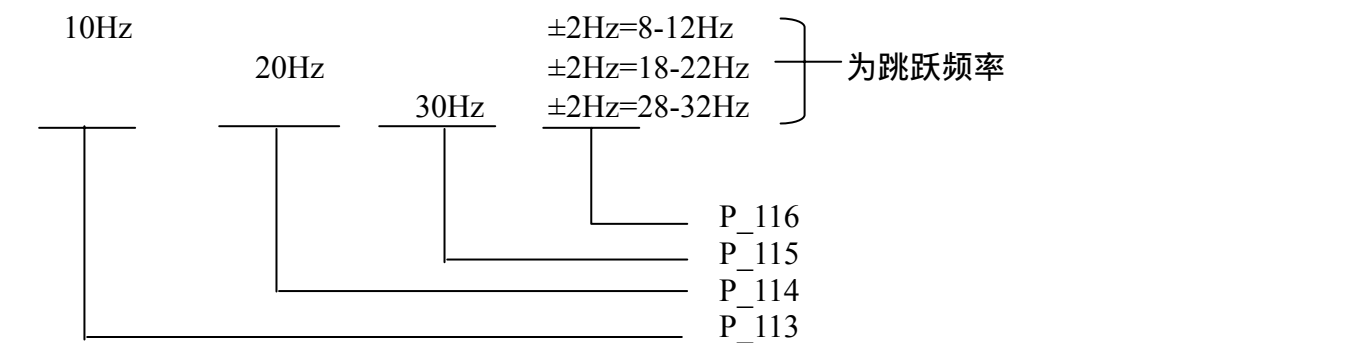 10Hz ±2Hz=8-12Hz
20Hz ±2Hz=18-22Hz 为跳跃频率
30Hz ±2Hz=28-32Hz
P_116
P_115
P_114
P_113